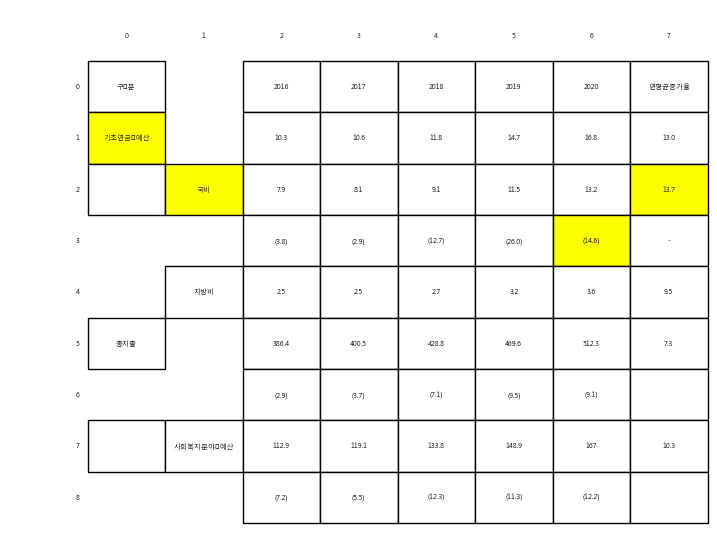 0 1 2 3 4 5 6 7
0 구분 2016 2017 2018 2019 2020 연평균증가율
1 기초연금예산 10.3 10.6 11.8 14.7 16.8 13.0
2 국비 7.9 8.1 9.1 11.5 13.2 13.7
3 (3.8) (2.9) (12.7) (26.0) (14.6) -
4 지방비 2.5 2.5 2.7 3.2 3.6 9.5
5 총지출 386.4 400.5 428.8 469.6 512.3 7.3
6 (2.9) (3.7) (7.1) (9.5) (9.1)
7 사회복지분야예산 112.9 119.1 133.8 148.9 167 10.3
8 (7.2) (5.5) (12.3) (11.3) (12.2)